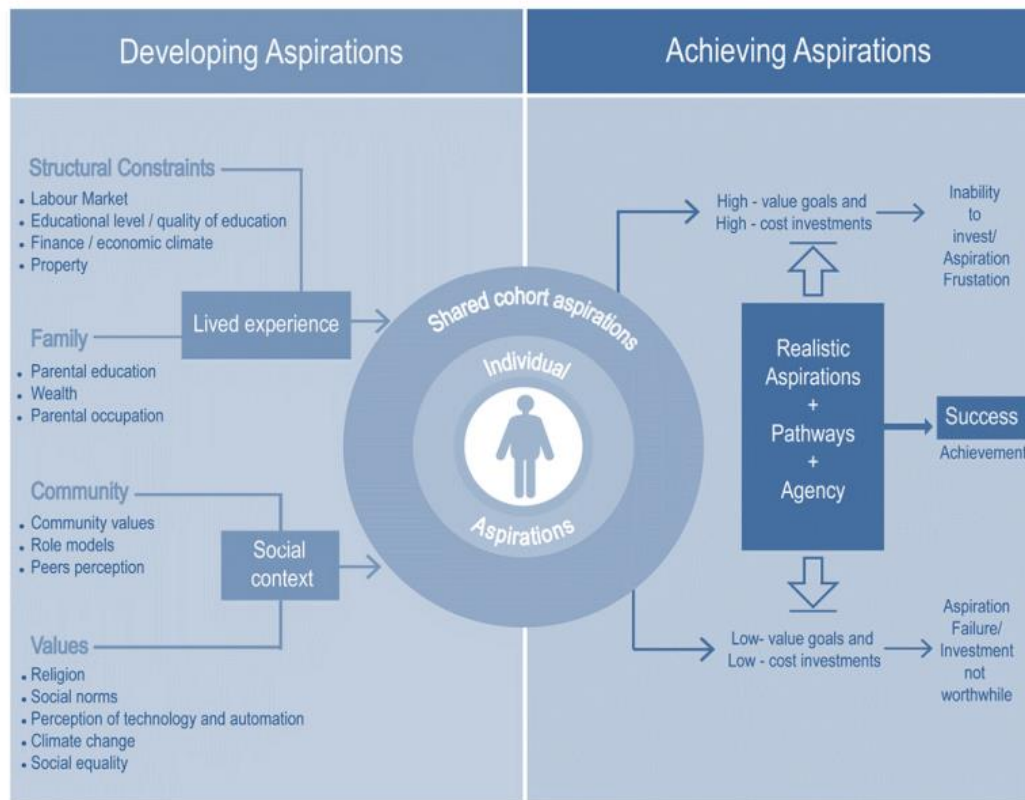 Developing Aspirations
Achieving Aspirations
Structural Constraints
• Labour Market
• Educational level / quality of education
• Finance / economic climate
• Property
Lived experience
Family
• Parental education
• Wealth
• Parental occupation
Community
• Community values
• Role models
• Peers perception
Social
context
Values
• Religion
• Social norms
• Perception of technology and automation
• Climate change
• Social equality
Shared cohort aspirations
Individual
Aspirations
High - value goals and
High - cost investments
Inability
to
invest/
Aspiration
Frustation
Realistic
Aspirations
+
Pathways
+
Agency
Success
Achievement
Low- value goals and
Low - cost investments
Aspiration
Failure/
Investment
not
worthwhile